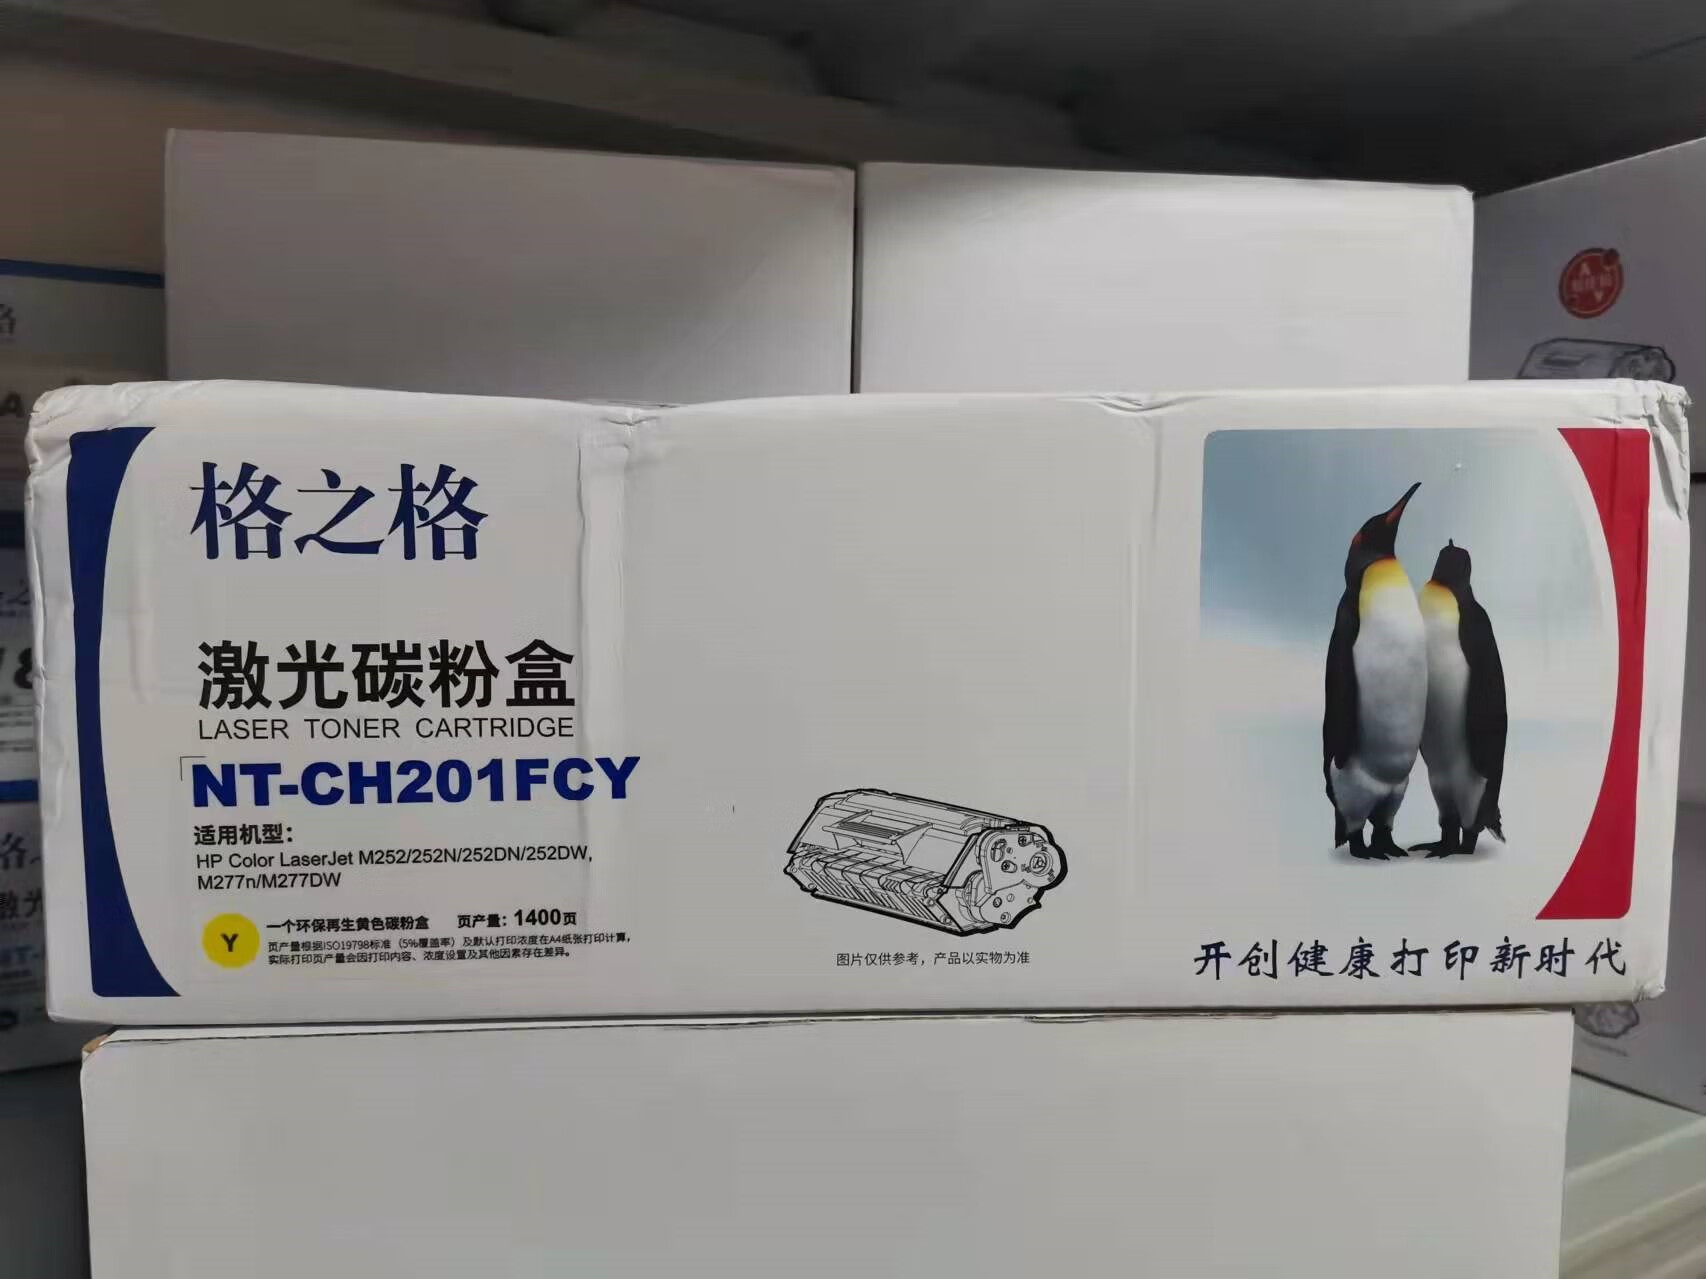 格之格
激光碳粉盒
LASER TONER CARTRIDGE
NT-CH201FCY
适用机型：
HP Color LaserJet M252/252N/252DN/252DW，
M277n/M277DW
Y
一个环保再生黄色碳粉盒 页产量：1400页
页产量根据ISO19798标准（5%覆盖率）及默认打印浓度在A4纸张打印计算，
实际打印页产量会因打印内容、浓度设置及其他因素存在差异。
图片仅供参考，产品以实物为准
开创健康打印新时代